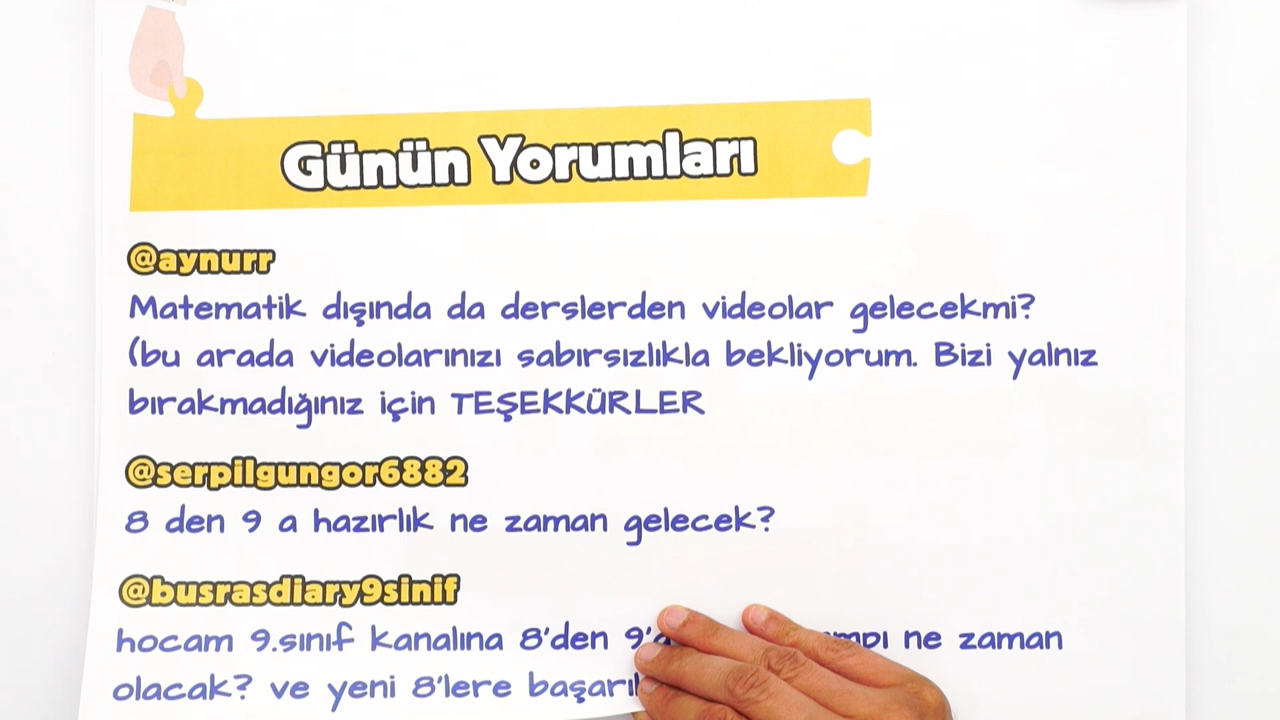 Günün Yorumları
@aynurr
Matematik dışında da derslerden videolar gelecekmi?
(bu arada videolarınızı sabırsızlıkla bekliyorum. Bizi yalnız
bırakmadığınız için TEŞEKKÜRLER
@serpilgungor6882
8 den 9 a hazırlık ne zaman gelecek?
@busrasdiary9sinif
hocam 9.sınıf kanalına 8'den ne zaman
olacak? ve yeni 8'lere